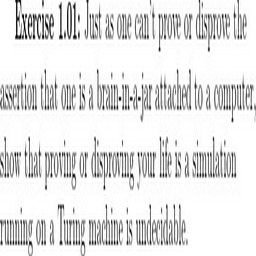 Exercise 1.01: Just as one can't prove or disprove the
assertion that one is a brain-in-a-jar attached to a computer,
show that proving or disproving your life is a simulation
running on a Turing machine is undecidable.